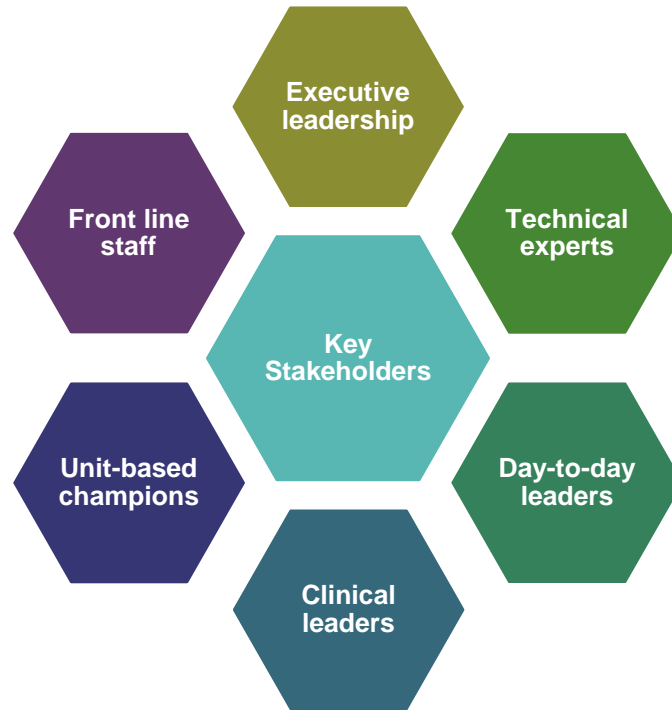 Executive
leadership
Front line
staff
Technical
experts
Key
Stakeholders
Unit-based
champions
Day-to-day
leaders
Clinical
leaders